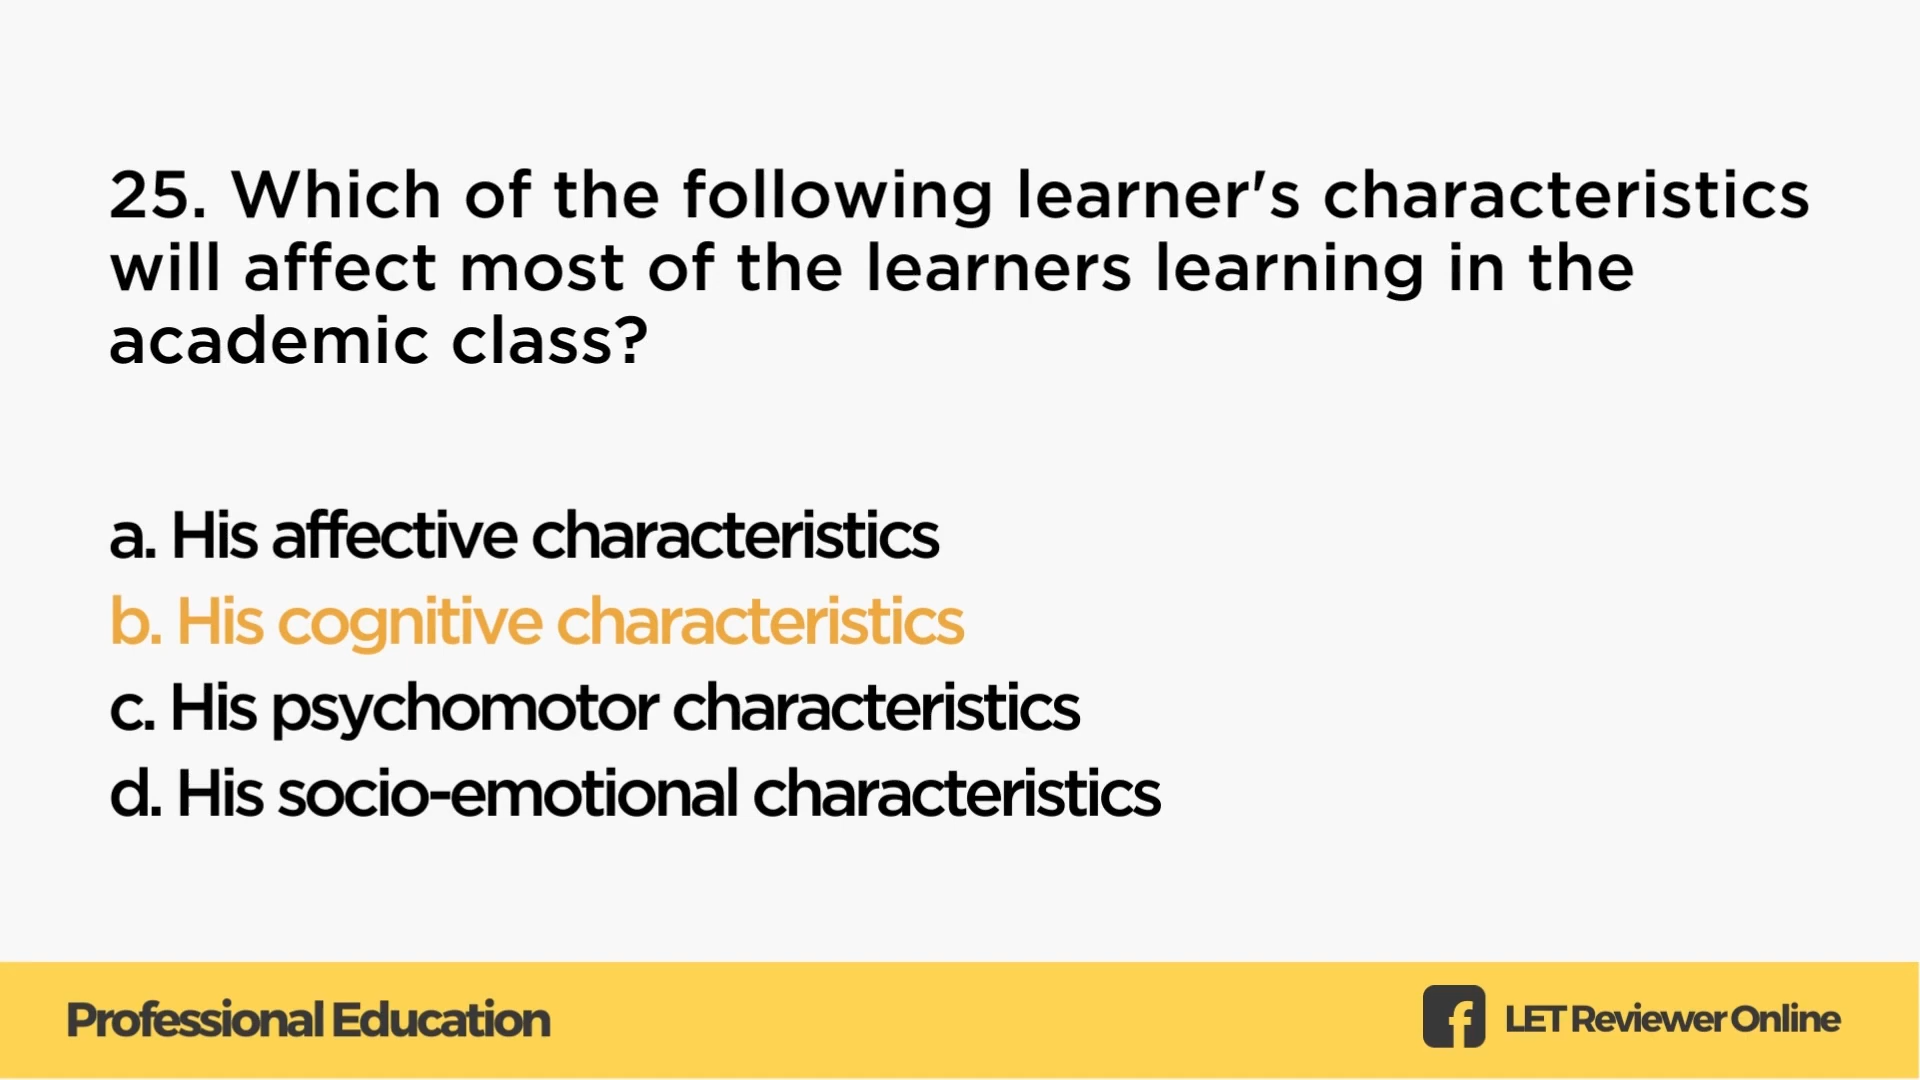 25. Which of the following learner's characteristics
will affect most of the learners learning in the
academic class?
a. His affective characteristics
b. His cognitive characteristics
c. His psychomotor characteristics
d. His socio-emotional characteristics
Professional Education
LET Reviewer Online